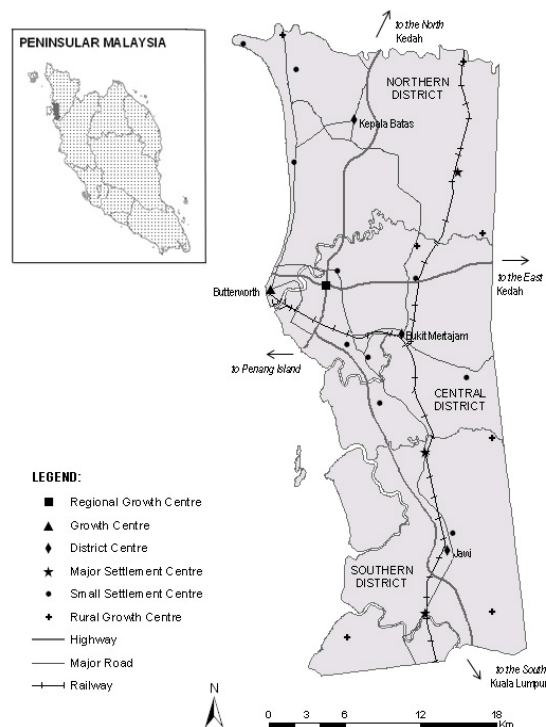 PENINSULAR MALAYSIA
to the North
Kedah
NORTHERN
DISTRICT
Kepala Batas
to the East
Kedah
Butterworth
Bukit Mertajam
to Penang Island
CENTRAL
DISTRICT
LEGEND:
Regional Growth Centre
Growth Centre
District Centre
Major Settlement Centre
Small Settlement Centre
Rural Growth Centre
Highway
Major Road
Railway
Jawi
SOUTHERN
DISTRICT
to the South
Kuala Lumpur
N
0 3 6 12 18
Km